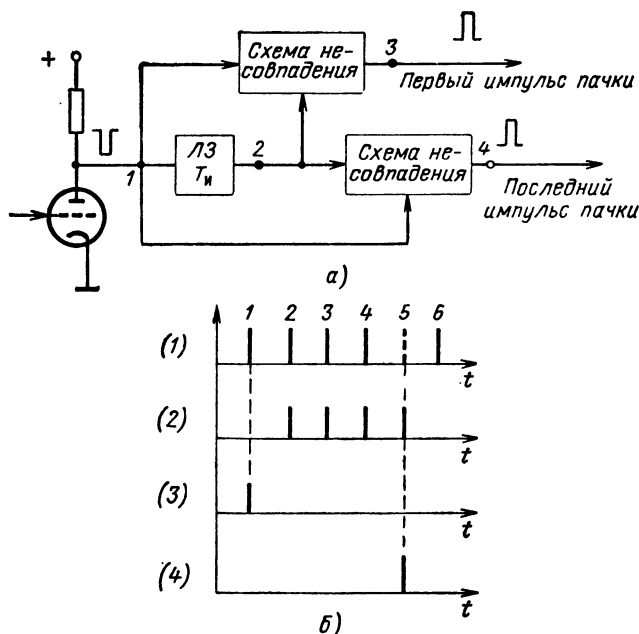 +
Схема не-
совпадения
3
Первый импульс пачки
1
ЛЗ
Tи
2
Схема не-
совпадения
4
Последний
импульс пачки
а)
1 2 3 4 5 6
(1)
t
(2)
t
(3)
t
(4)
t
б)